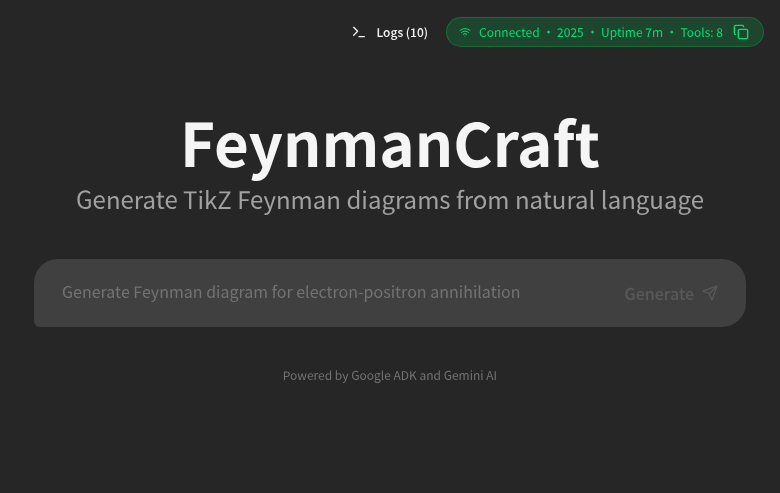 Logs (10)
Connected • 2025 • Uptime 7m • Tools: 8
FeynmanCraft
Generate TikZ Feynman diagrams from natural language
Generate Feynman diagram for electron-positron annihilation
Generate
Powered by Google ADK and Gemini AI